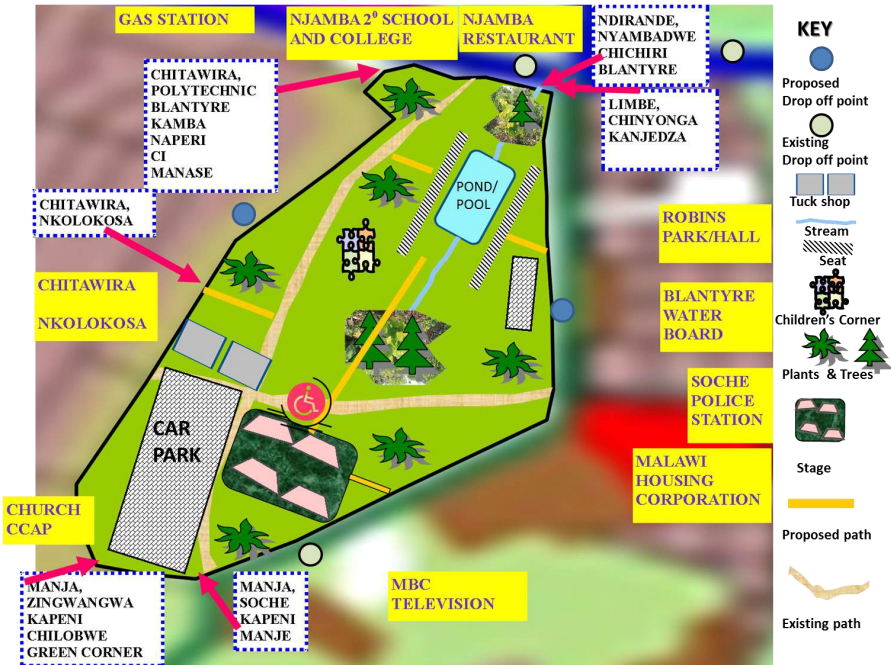 GAS STATION
NJAMBA 2⁰ SCHOOL
AND COLLEGE
NJAMBA
RESTAURANT
NDIRANDE,
NYAMBADWE
CHICHIRI
BLANTYRE
LIMBE,
CHINYONGA
KANJEDZA
CHITAWIRA,
POLYTECHNIC
BLANTYRE
KAMBA
NAPERI
CI
MANASE
CHITAWIRA,
NKOLOKOSA
CHITAWIRA
NKOLOKOSA
POND/
POOL
CAR
PARK
ROBINS
PARK/HALL
BLANTYRE
WATER
BOARD
SOCHE
POLICE
STATION
MALAWI
HOUSING
CORPORATION
CHURCH
CCAP
MANJA,
ZINGWANGWA
KAPENI
CHILOBWE
GREEN CORNER
MANJA,
SOCHE
KAPENI
MANJE
MBC
TELEVISION
KEY
Proposed
Drop off point
Existing
Drop off point
Tuck shop
Stream
Seat
Children's Corner
Plants & Trees
Stage
Proposed path
Existing path